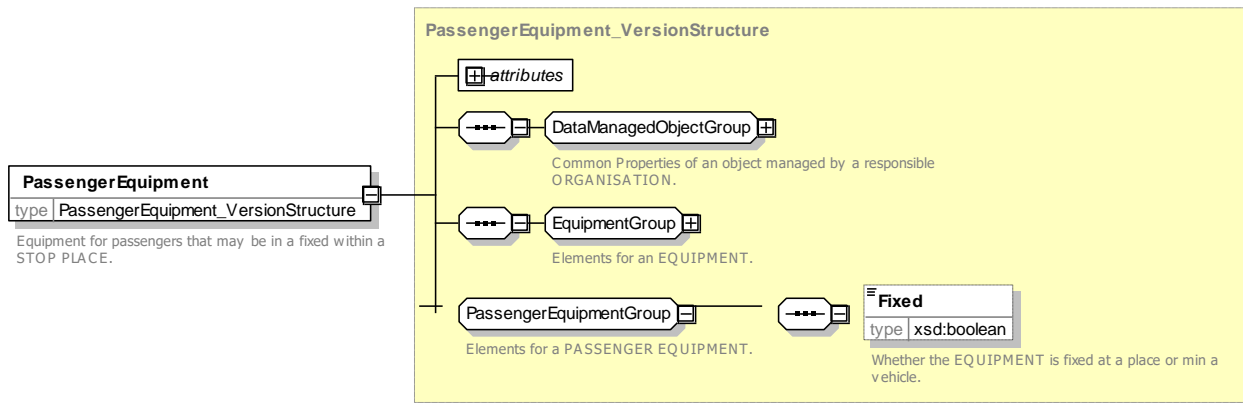 PassengerEquipment_VersionStructure
attributes
DataManagedObjectGroup
Common Properties of an object managed by a responsible
ORGANISATION.
PassengerEquipment
type PassengerEquipment_VersionStructure
Equipment for passengers that may be in a fixed within a
STOP PLACE.
EquipmentGroup
Elements for an EQUIPMENT.
PassengerEquipmentGroup
Elements for a PASSENGER EQUIPMENT.
Fixed
type xsd:boolean
Whether the EQUIPMENT is fixed at a place or min a
vehicle.